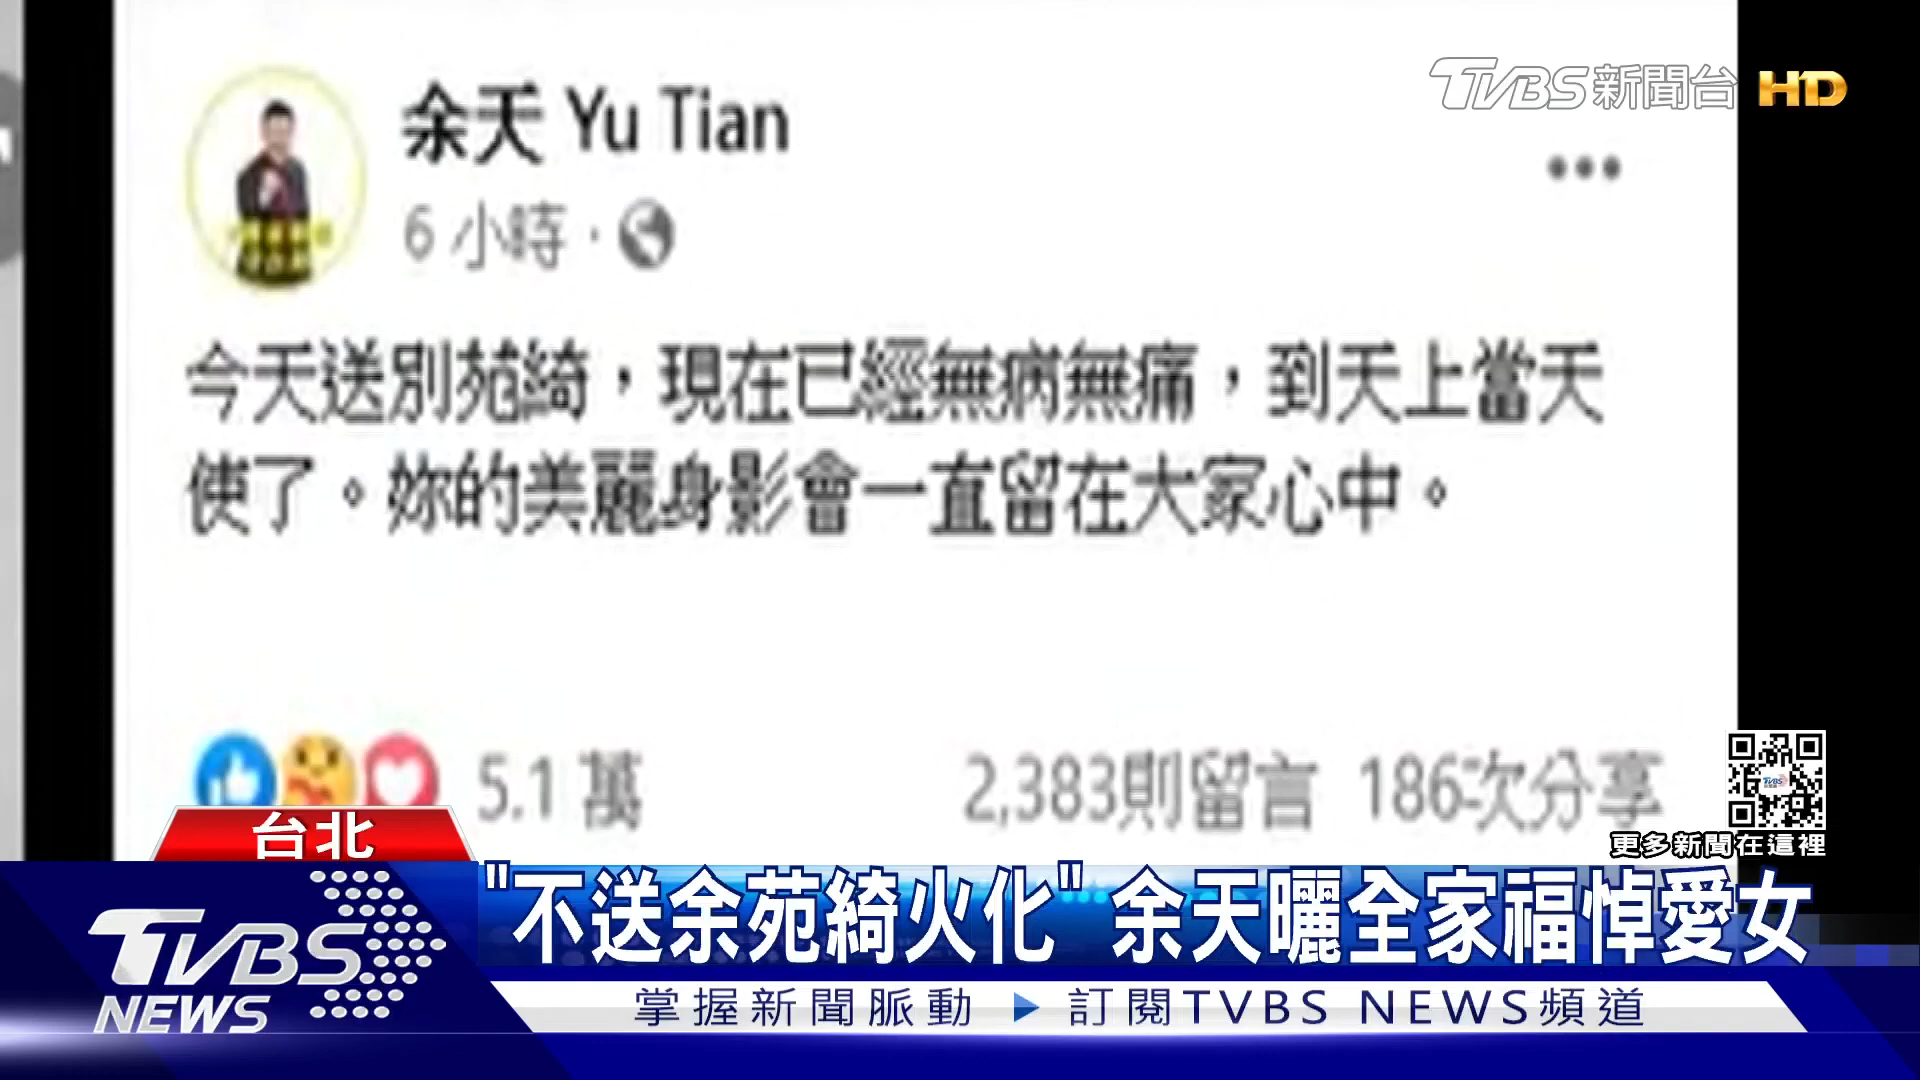 TVBS新聞台 HD
余天 Yu Tian
6 小時 ·
今天送別苑綺，現在已經無病無痛，到天上當天
使了。妳的美麗身影會一直留在大家心中。
5.1 萬 2,383則留言 186次分享
更多新聞在這裡
台北
"不送余苑綺火化" 余天曬全家福悼愛女
TVBS NEWS
掌握新聞脈動 ▶ 訂閱TVBS NEWS頻道